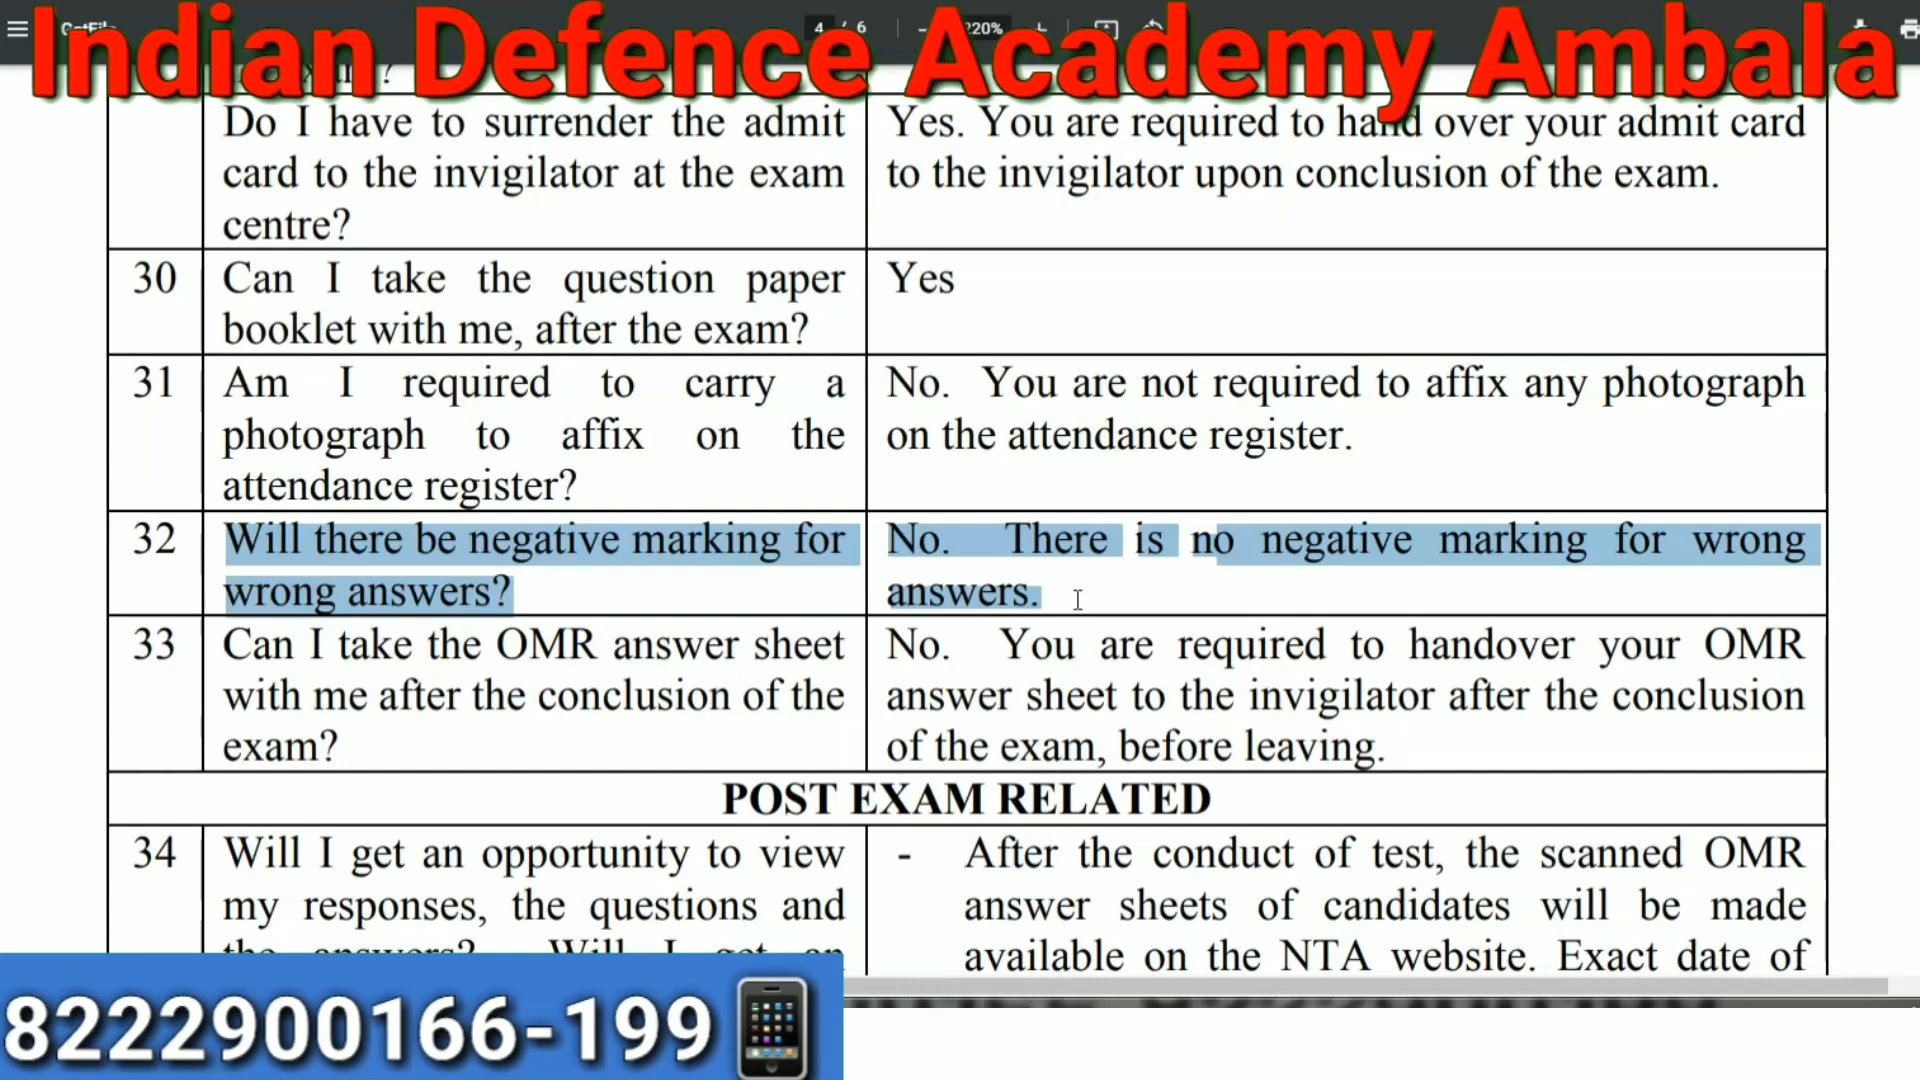 Indian Defence Academy Ambala
4 / 6
220%
Do I have to surrender the admit
card to the invigilator at the exam
centre?
Yes. You are required to hand over your admit card
to the invigilator upon conclusion of the exam.
30
Can I take the question paper
booklet with me, after the exam?
Yes
31
Am I required to carry a
photograph to affix on the
attendance register?
No. You are not required to affix any photograph
on the attendance register.
32
Will there be negative marking for
wrong answers?
No. There is no negative marking for wrong
answers.
33
Can I take the OMR answer sheet
with me after the conclusion of the
exam?
No. You are required to handover your OMR
answer sheet to the invigilator after the conclusion
of the exam, before leaving.
POST EXAM RELATED
34
Will I get an opportunity to view
my responses, the questions and
the answers? Will I get an
- After the conduct of test, the scanned OMR
answer sheets of candidates will be made
available on the NTA website. Exact date of
8222900166-199